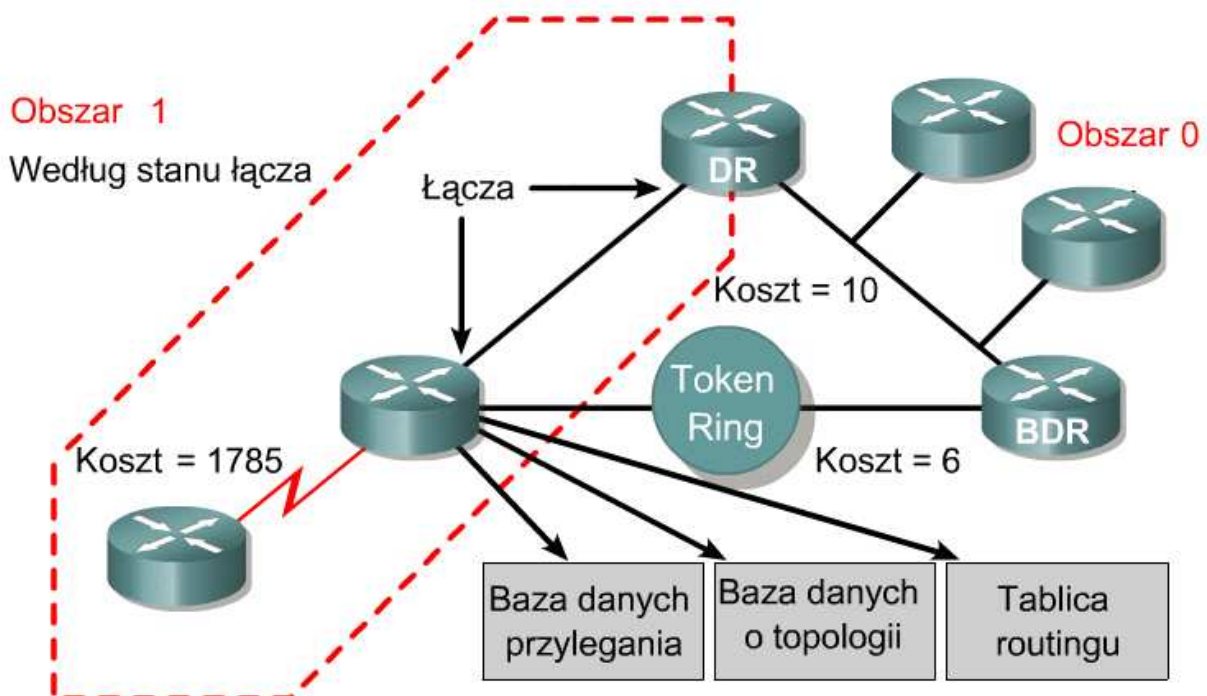 Obszar 1
Według stanu łącza
Łącza
DR
Obszar 0
Koszt = 10
Token
Ring
BDR
Koszt = 1785
Koszt = 6
Baza danych
przylegania
Baza danych
o topologii
Tablica
routingu